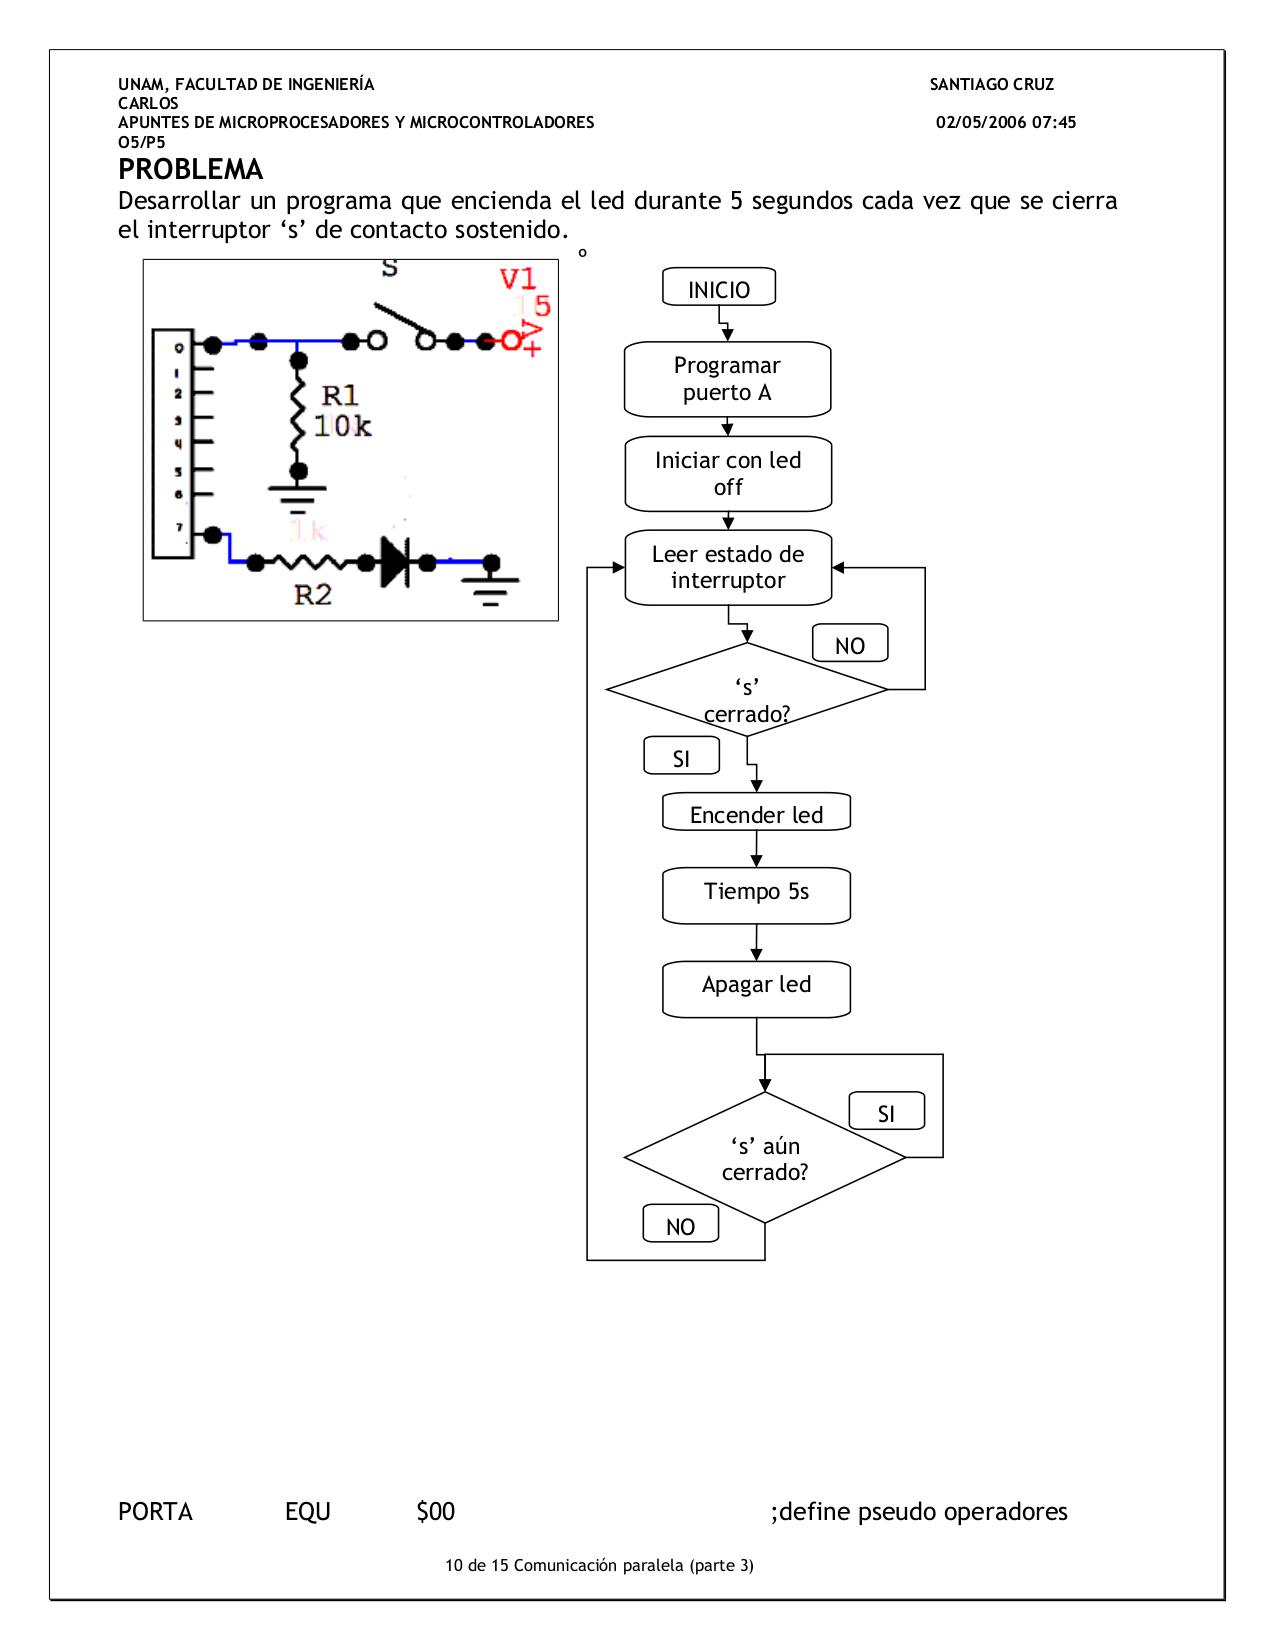 UNAM, FACULTAD DE INGENIERÍA SANTIAGO CRUZ
CARLOS
APUNTES DE MICROPROCESADORES Y MICROCONTROLADORES 02/05/2006 07:45
O5/P5
PROBLEMA
Desarrollar un programa que encienda el led durante 5 segundos cada vez que se cierra
el interruptor ‘s’ de contacto sostenido.
º
S
V1
15
+V
0
1
2
3
4
5
6
7
R1
10k
1k
R2
INICIO
Programar
puerto A
Iniciar con led
off
Leer estado de
interruptor
NO
‘s’
cerrado?
SI
Encender led
Tiempo 5s
Apagar led
SI
‘s’ aún
cerrado?
NO
PORTA EQU $00 ;define pseudo operadores
10 de 15 Comunicación paralela (parte 3)